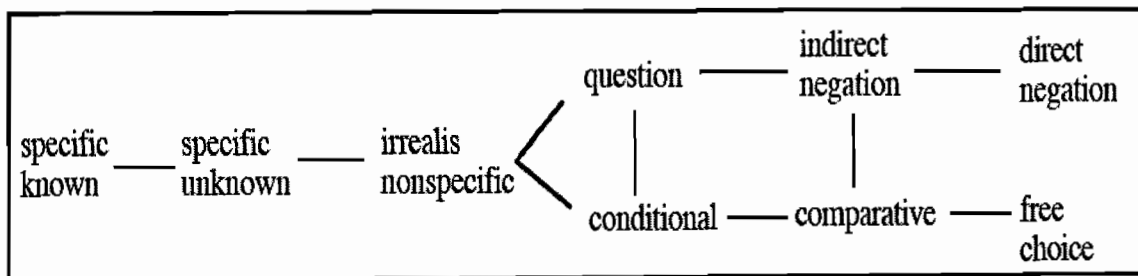 specific
known
specific
unknown
irrealis
nonspecific
question
indirect
negation
direct
negation
conditional
comparative
free
choice